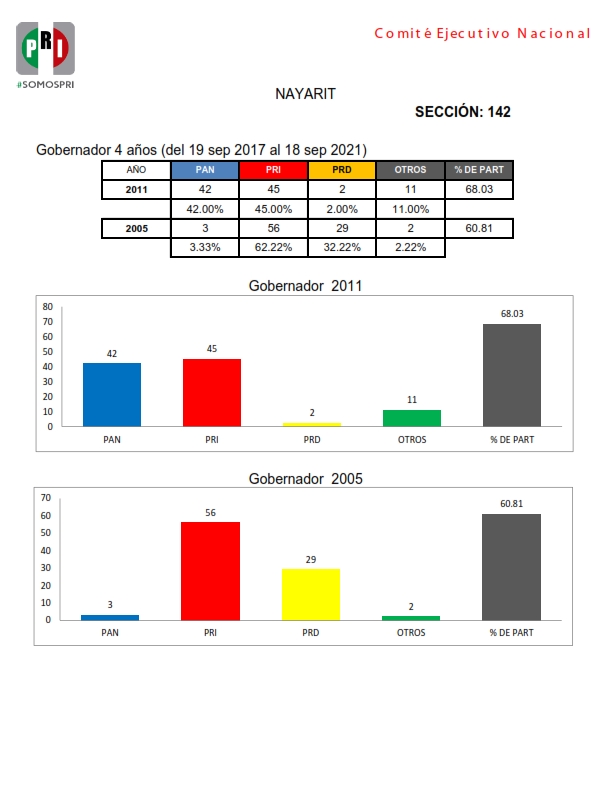 PRI
#SOMOSPRI
Comité Ejecutivo Nacional
NAYARIT
SECCIÓN: 142
Gobernador 4 años (del 19 sep 2017 al 18 sep 2021)
AÑO PAN PRI PRD OTROS % DE PART
2011 42 45 2 11 68.03
42.00% 45.00% 2.00% 11.00%
2005 3 56 29 2 60.81
3.33% 62.22% 32.22% 2.22%
Gobernador 2011
80
70
60
50
40
30
20
10
0
42
45
2
11
68.03
PAN PRI PRD OTROS % DE PART
Gobernador 2005
70
60
50
40
30
20
10
0
3
56
29
2
60.81
PAN PRI PRD OTROS % DE PART